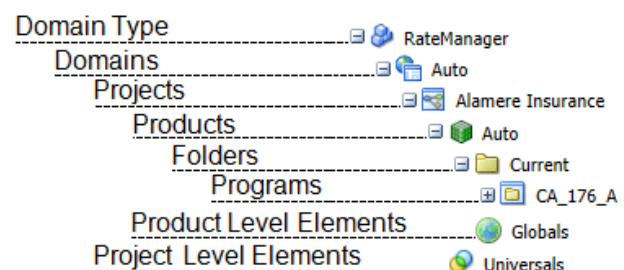 Domain Type RateManager
Domains Auto
Projects Alamere Insurance
Products Auto
Folders Current
Programs CA_176_A
Product Level Elements Globals
Project Level Elements Universals